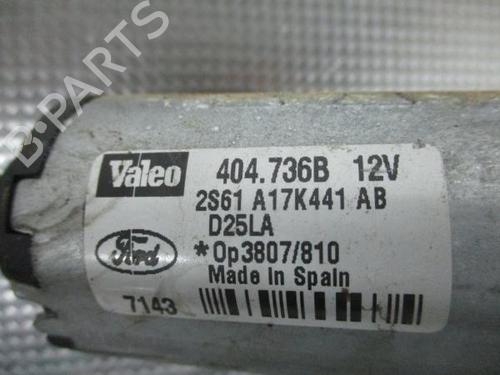 B-PARTS
Valeo 404.736B 12V
2S61 A17K441 AB
D25LA
Ford *Op3807/810
Made In Spain
7143